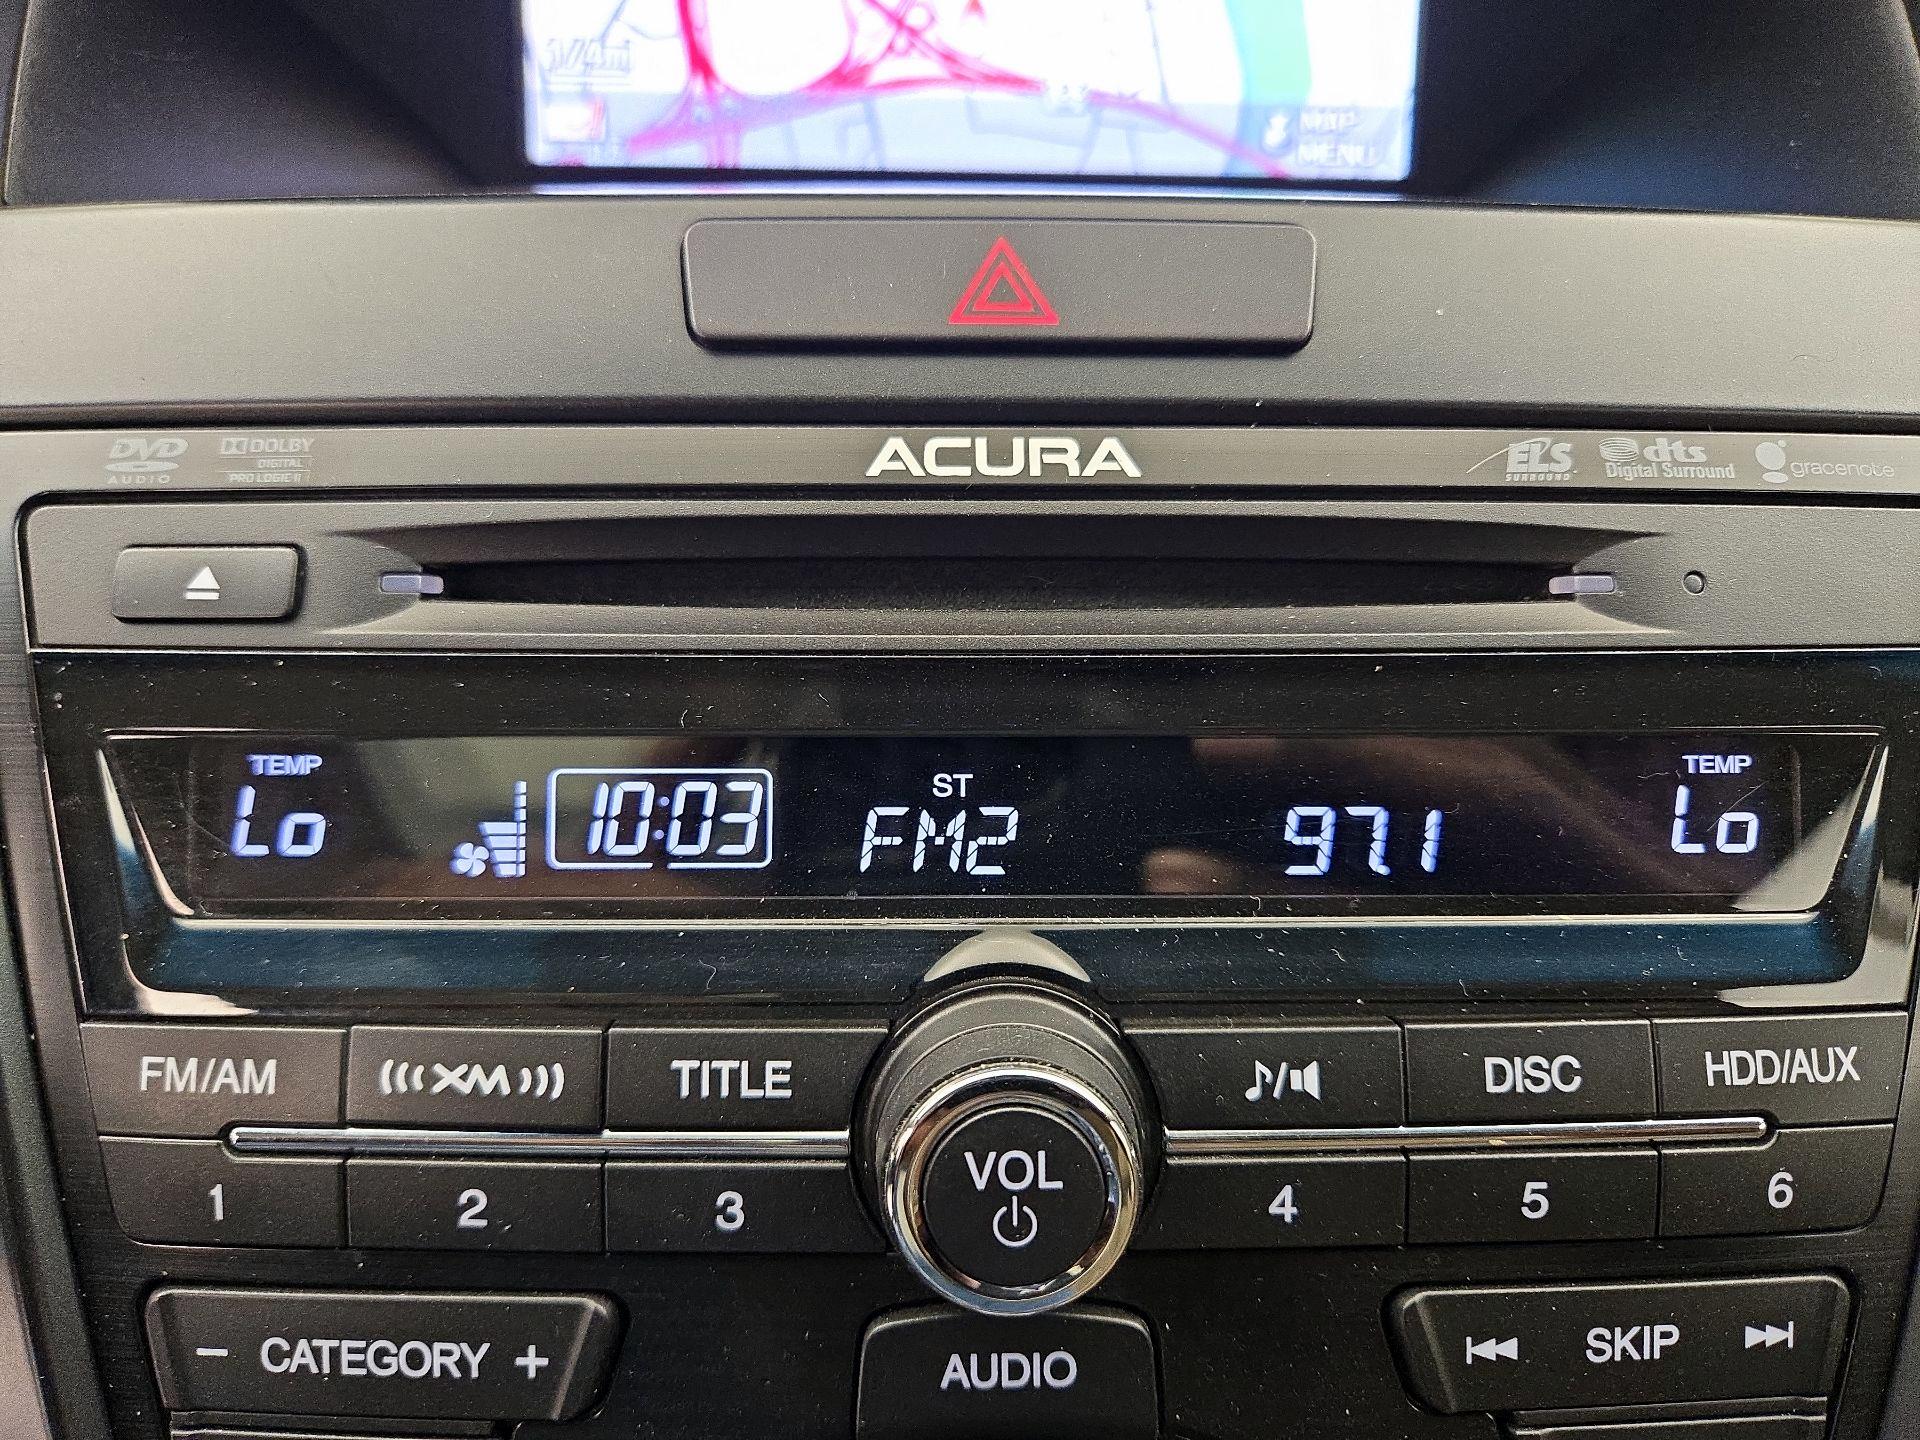 1/4mi
MAP
MENU
DVD AUDIO
DOLBY
DIGITAL
PRO LOGIC II
ACURA
ELS SURROUND
dts Digital Surround
gracenote
TEMP
Lo
10:03
ST
FM2
97.1
TEMP
Lo
FM/AM
XM
TITLE
DISC
HDD/AUX
1
2
3
VOL
4
5
6
- CATEGORY +
AUDIO
SKIP